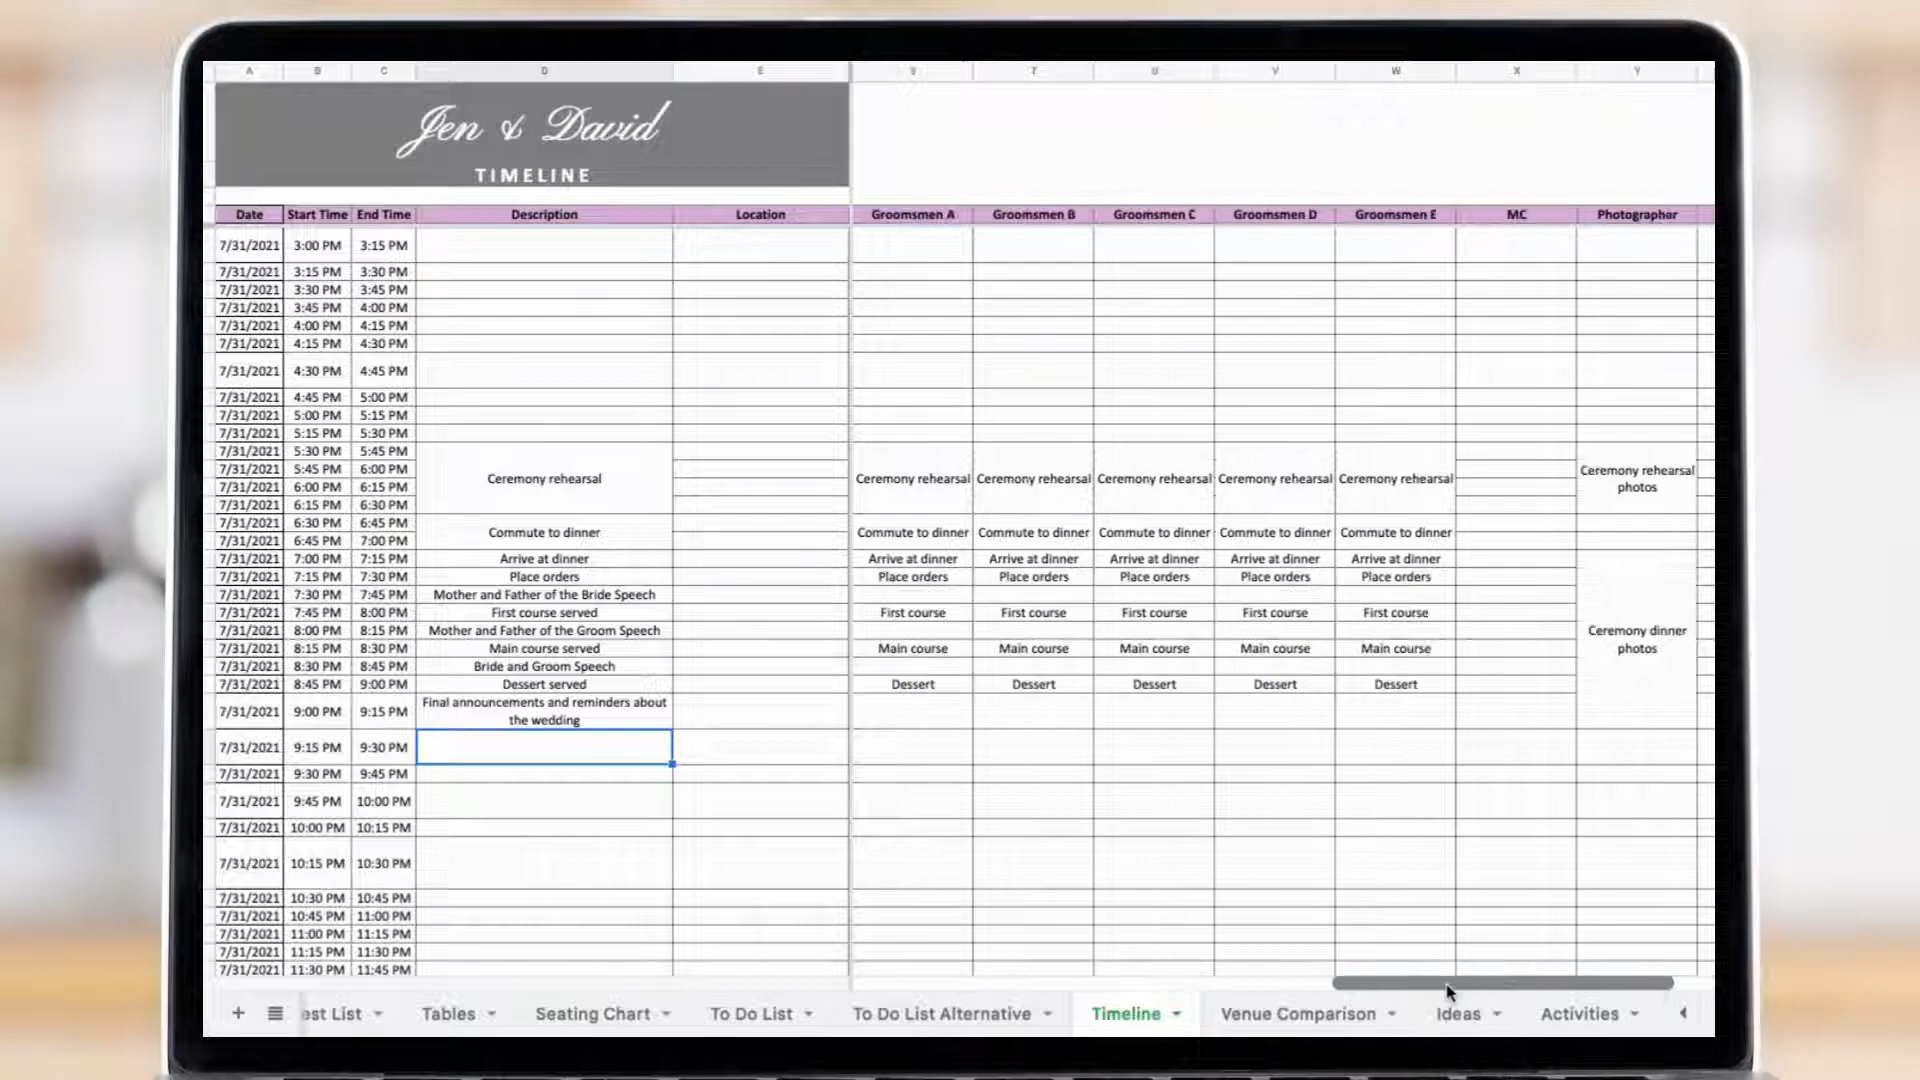 A B C D E S T U V W X Y
Jen & David
TIMELINE
Date Start Time End Time Description Location Groomsmen A Groomsmen B Groomsmen C Groomsmen D Groomsmen E MC Photographer
7/31/2021 3:00 PM 3:15 PM
7/31/2021 3:15 PM 3:30 PM
7/31/2021 3:30 PM 3:45 PM
7/31/2021 3:45 PM 4:00 PM
7/31/2021 4:00 PM 4:15 PM
7/31/2021 4:15 PM 4:30 PM
7/31/2021 4:30 PM 4:45 PM
7/31/2021 4:45 PM 5:00 PM
7/31/2021 5:00 PM 5:15 PM
7/31/2021 5:15 PM 5:30 PM
7/31/2021 5:30 PM 5:45 PM
7/31/2021 5:45 PM 6:00 PM
Ceremony rehearsal Ceremony rehearsal Ceremony rehearsal Ceremony rehearsal Ceremony rehearsal Ceremony rehearsal Ceremony rehearsal
photos
7/31/2021 6:00 PM 6:15 PM
7/31/2021 6:15 PM 6:30 PM
7/31/2021 6:30 PM 6:45 PM
Commute to dinner Commute to dinner Commute to dinner Commute to dinner Commute to dinner Commute to dinner
7/31/2021 6:45 PM 7:00 PM
7/31/2021 7:00 PM 7:15 PM Arrive at dinner Arrive at dinner Arrive at dinner Arrive at dinner Arrive at dinner Arrive at dinner
7/31/2021 7:15 PM 7:30 PM Place orders Place orders Place orders Place orders Place orders Place orders
7/31/2021 7:30 PM 7:45 PM Mother and Father of the Bride Speech
7/31/2021 7:45 PM 8:00 PM First course served First course First course First course First course First course
7/31/2021 8:00 PM 8:15 PM Mother and Father of the Groom Speech Ceremony dinner
photos
7/31/2021 8:15 PM 8:30 PM Main course served Main course Main course Main course Main course Main course
7/31/2021 8:30 PM 8:45 PM Bride and Groom Speech
7/31/2021 8:45 PM 9:00 PM Dessert served Dessert Dessert Dessert Dessert Dessert
7/31/2021 9:00 PM 9:15 PM Final announcements and reminders about
the wedding
7/31/2021 9:15 PM 9:30 PM
7/31/2021 9:30 PM 9:45 PM
7/31/2021 9:45 PM 10:00 PM
7/31/2021 10:00 PM 10:15 PM
7/31/2021 10:15 PM 10:30 PM
7/31/2021 10:30 PM 10:45 PM
7/31/2021 10:45 PM 11:00 PM
7/31/2021 11:00 PM 11:15 PM
7/31/2021 11:15 PM 11:30 PM
7/31/2021 11:30 PM 11:45 PM
est List Tables Seating Chart To Do List To Do List Alternative Timeline Venue Comparison Ideas Activities